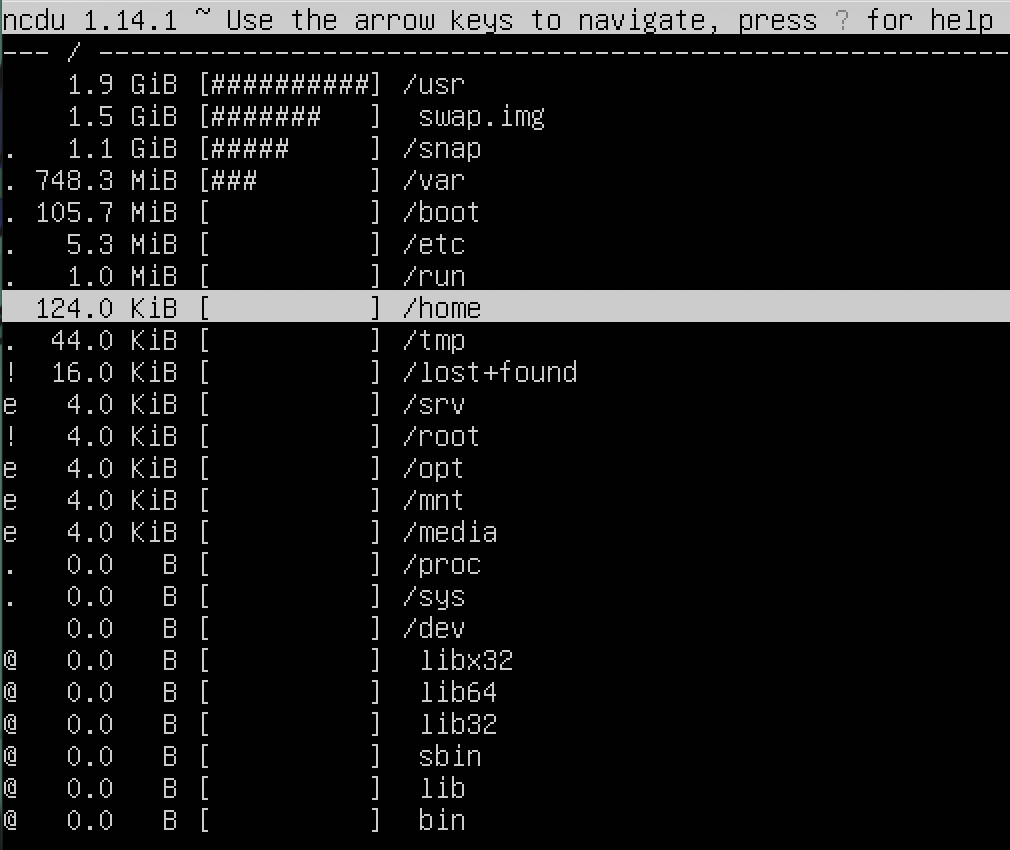 ncdu 1.14.1 ~ Use the arrow keys to navigate, press ? for help
--- / ----------------------------------------------------------
    1.9 GiB [##########] /usr
    1.5 GiB [#######   ]  swap.img
.   1.1 GiB [#####     ] /snap
. 748.3 MiB [###       ] /var
. 105.7 MiB [          ] /boot
.   5.3 MiB [          ] /etc
.   1.0 MiB [          ] /run
  124.0 KiB [          ] /home
.  44.0 KiB [          ] /tmp
!  16.0 KiB [          ] /lost+found
e   4.0 KiB [          ] /srv
!   4.0 KiB [          ] /root
e   4.0 KiB [          ] /opt
e   4.0 KiB [          ] /mnt
e   4.0 KiB [          ] /media
.   0.0   B [          ] /proc
.   0.0   B [          ] /sys
    0.0   B [          ] /dev
@   0.0   B [          ]  libx32
@   0.0   B [          ]  lib64
@   0.0   B [          ]  lib32
@   0.0   B [          ]  sbin
@   0.0   B [          ]  lib
@   0.0   B [          ]  bin